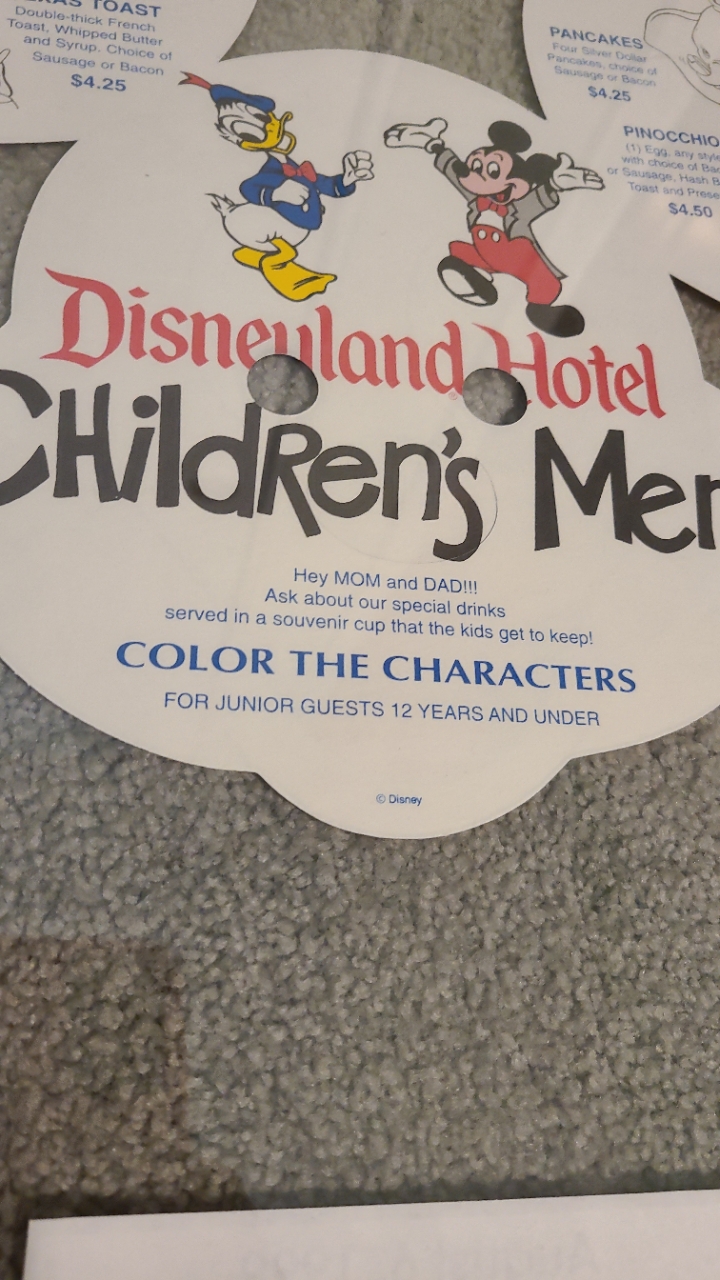 TOAST
Double-thick French
Toast, Whipped Butter
and Syrup. Choice of
Sausage or Bacon
$4.25
PANCAKES
Four Silver Dollar
Pancakes, choice of
Sausage or Bacon
$4.25
PINOCCHIO
(1) Egg, any
with choice of
or Sausage, Hash
Toast and
$4.50
Disneyland Hotel
Children's Men
Hey MOM and DAD!!!
Ask about our special drinks
served in a souvenir cup that the kids get to keep!
COLOR THE CHARACTERS
FOR JUNIOR GUESTS 12 YEARS AND UNDER
© Disney